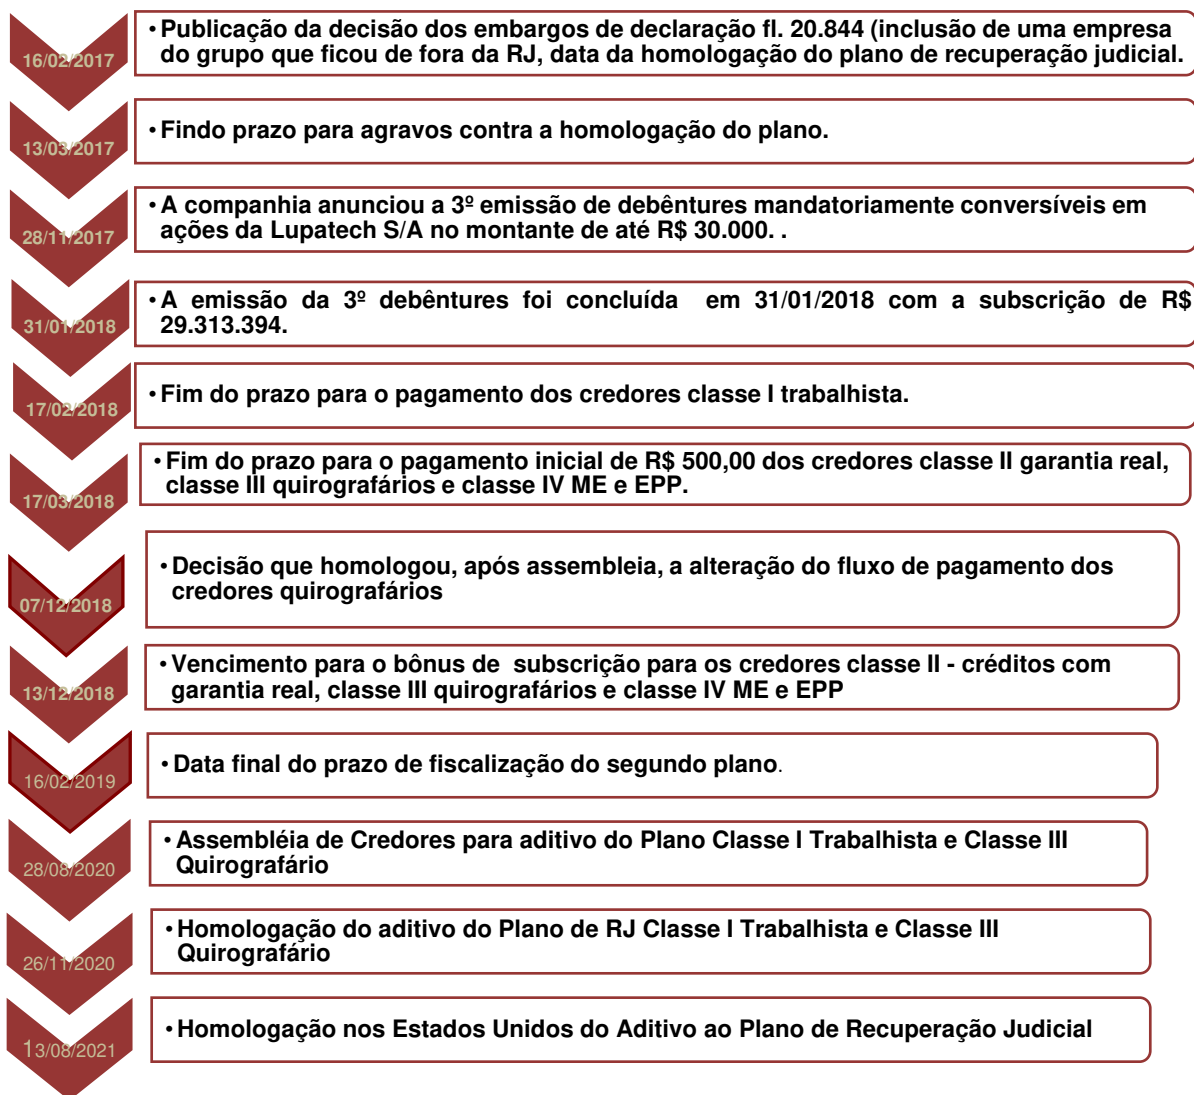 16/02/2017
• Publicação da decisão dos embargos de declaração fl. 20.844 (inclusão de uma empresa
do grupo que ficou de fora da RJ, data da homologação do plano de recuperação judicial.
13/03/2017
• Findo prazo para agravos contra a homologação do plano.
28/11/2017
• A companhia anunciou a 3º emissão de debêntures mandatoriamente conversíveis em
ações da Lupatech S/A no montante de até R$ 30.000. .
31/01/2018
• A emissão da 3º debêntures foi concluída em 31/01/2018 com a subscrição de R$
29.313.394.
17/02/2018
• Fim do prazo para o pagamento dos credores classe I trabalhista.
17/03/2018
• Fim do prazo para o pagamento inicial de R$ 500,00 dos credores classe II garantia real,
classe III quirografários e classe IV ME e EPP.
07/12/2018
• Decisão que homologou, após assembleia, a alteração do fluxo de pagamento dos
credores quirografários
13/12/2018
• Vencimento para o bônus de subscrição para os credores classe II - créditos com
garantia real, classe III quirografários e classe IV ME e EPP
16/02/2019
• Data final do prazo de fiscalização do segundo plano.
28/08/2020
• Assembléia de Credores para aditivo do Plano Classe I Trabalhista e Classe III
Quirografário
26/11/2020
• Homologação do aditivo do Plano de RJ Classe I Trabalhista e Classe III
Quirografário
13/08/2021
• Homologação nos Estados Unidos do Aditivo ao Plano de Recuperação Judicial